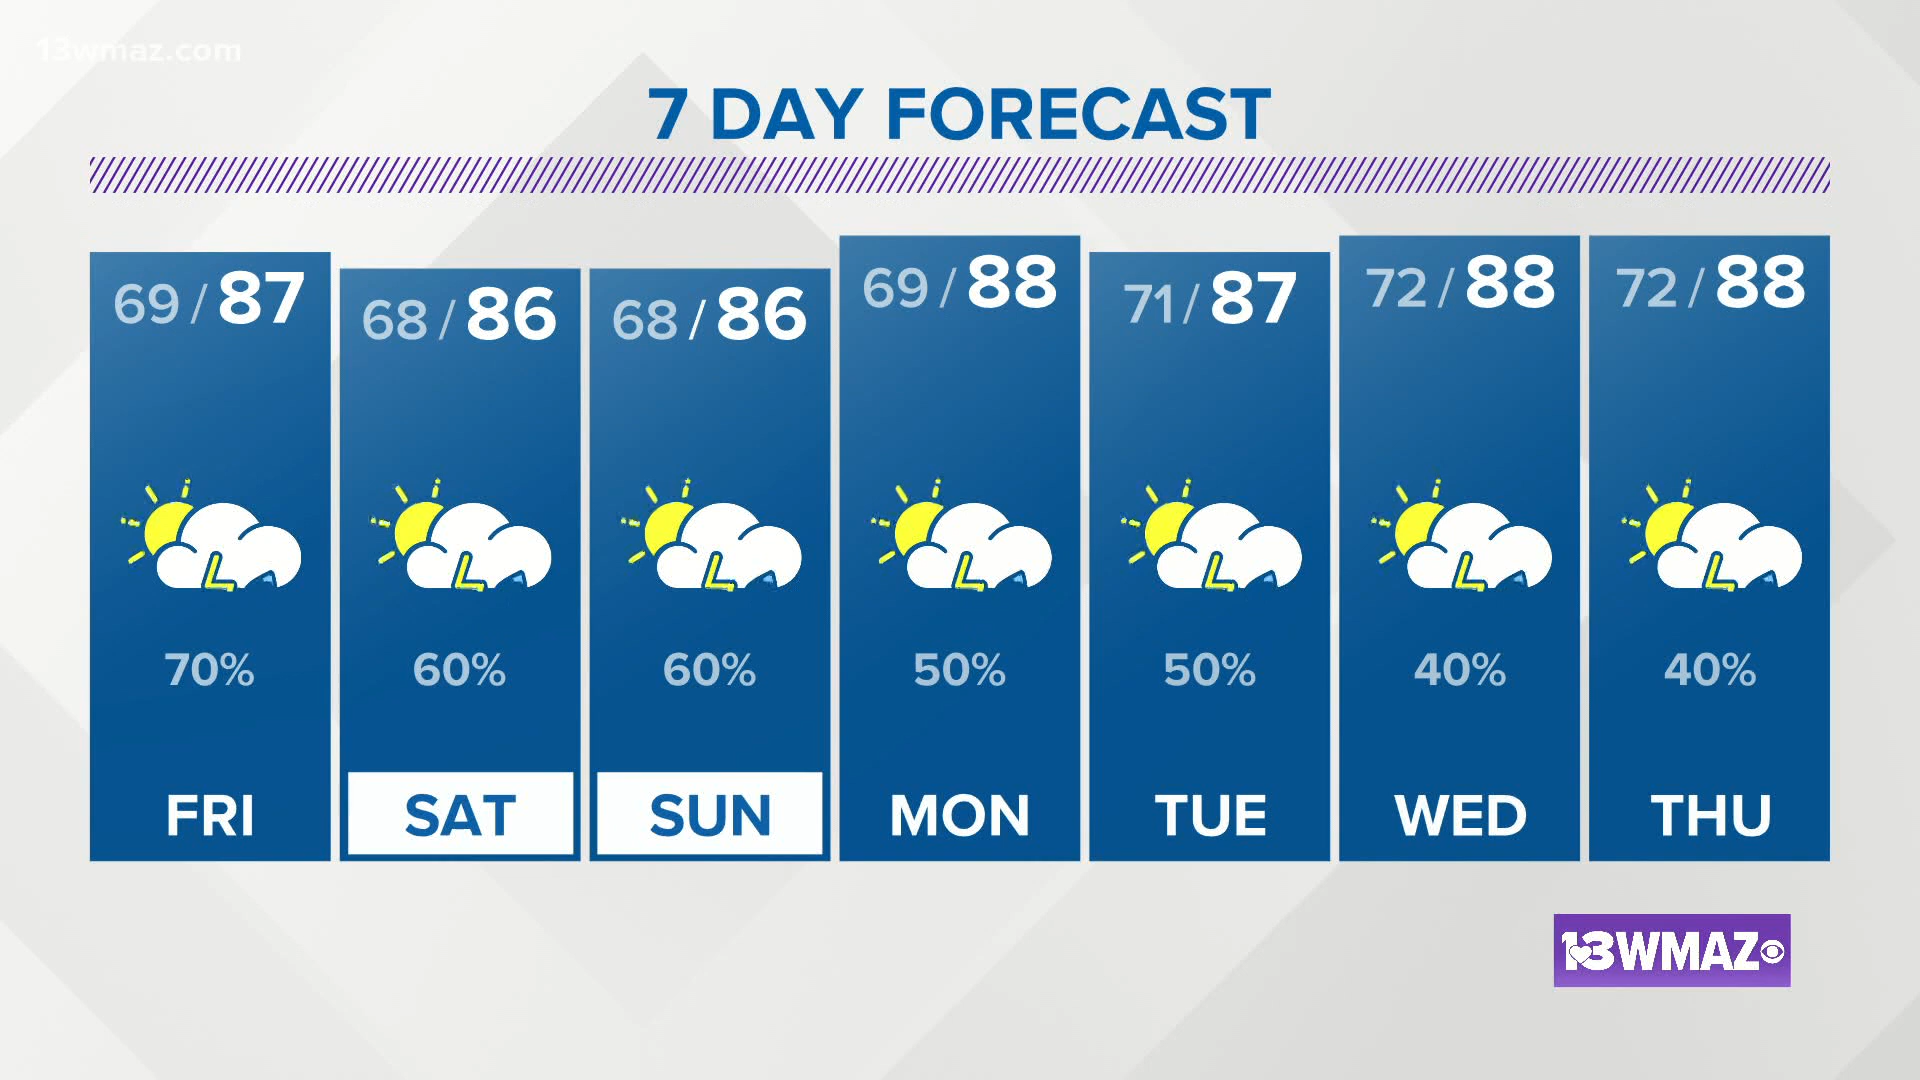 13wmaz.com
7 DAY FORECAST
69 / 87
68 / 86
68 / 86
69 / 88
71 / 87
72 / 88
72 / 88
70%
60%
60%
50%
50%
40%
40%
FRI
SAT
SUN
MON
TUE
WED
THU
13WMAZ